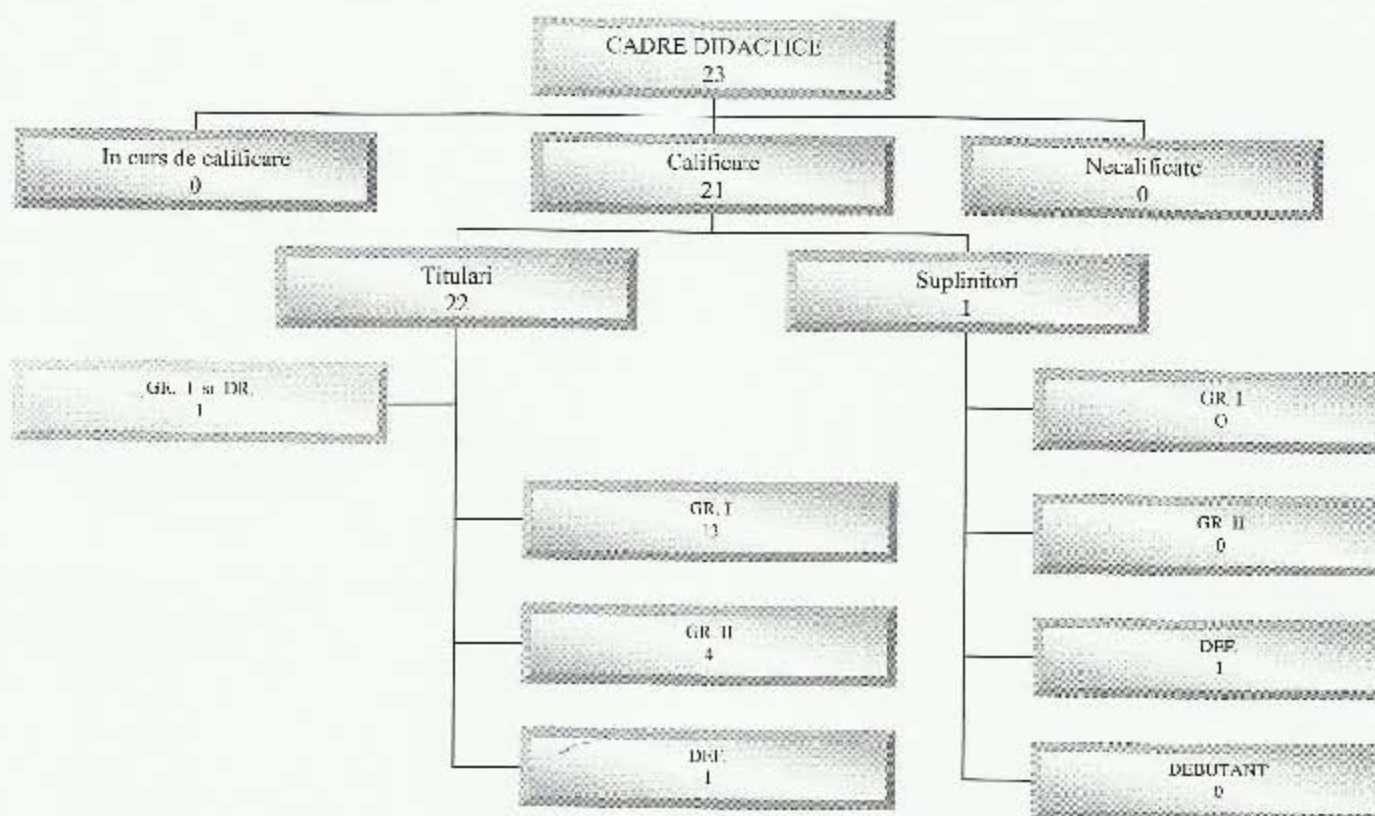 CADRE DIDACTICE
23
In curs de calificare
0
Calificate
21
Necalificate
0
Titulari
22
Suplinitori
1
GR. I si DR.
1
GR. I
0
GR. I
13
GR. II
0
GR. II
4
DEF.
1
DEF.
1
DEBUTANT
0